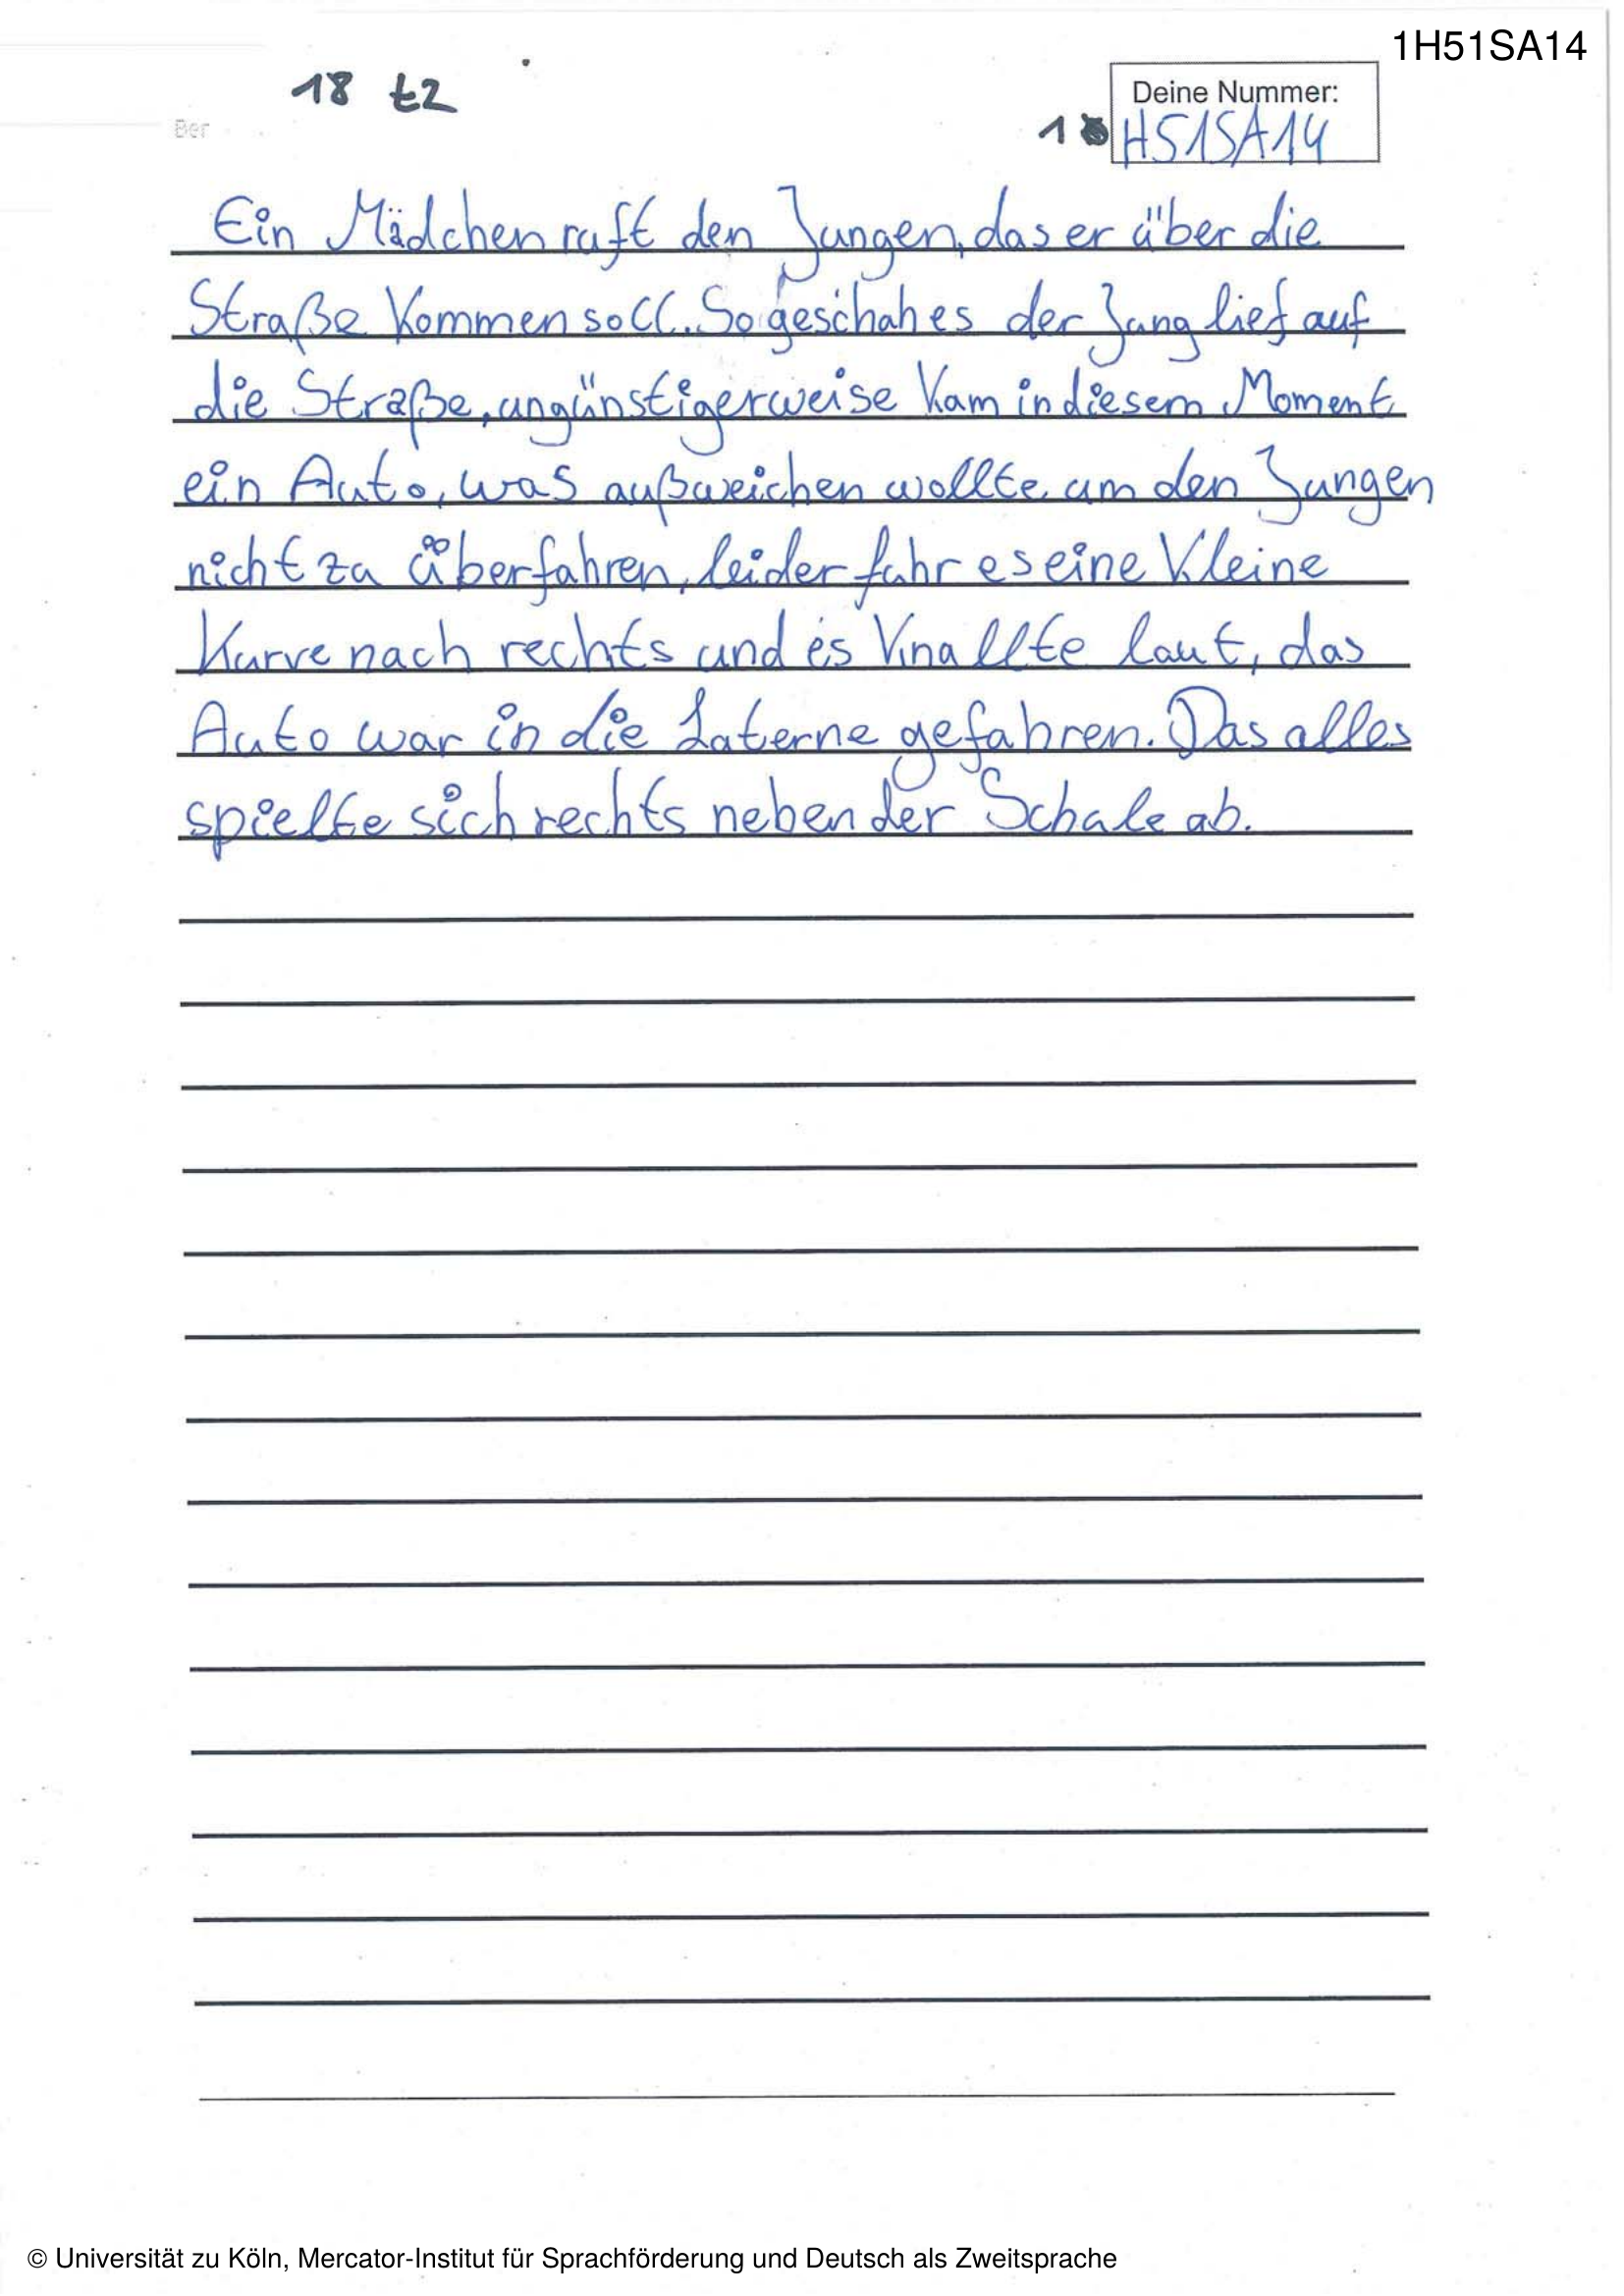 1H51SA14
18 t2
Deine Nummer:
1 H51SA14
Ber
Ein Mädchen ruft den Jungen, das er über die
Straße kommen soll. So geschah es der Jung lief auf
die Straße, ungünstigerweise kam in diesem Moment
ein Auto, was außweichen wollte um den Jungen
nicht zu überfahren, leider fuhr es eine kleine
Kurve nach rechts und es knallte laut, das
Auto war in die Laterne gefahren. Das alles
spielte sich rechts neben der Schule ab.
© Universität zu Köln, Mercator-Institut für Sprachförderung und Deutsch als Zweitsprache